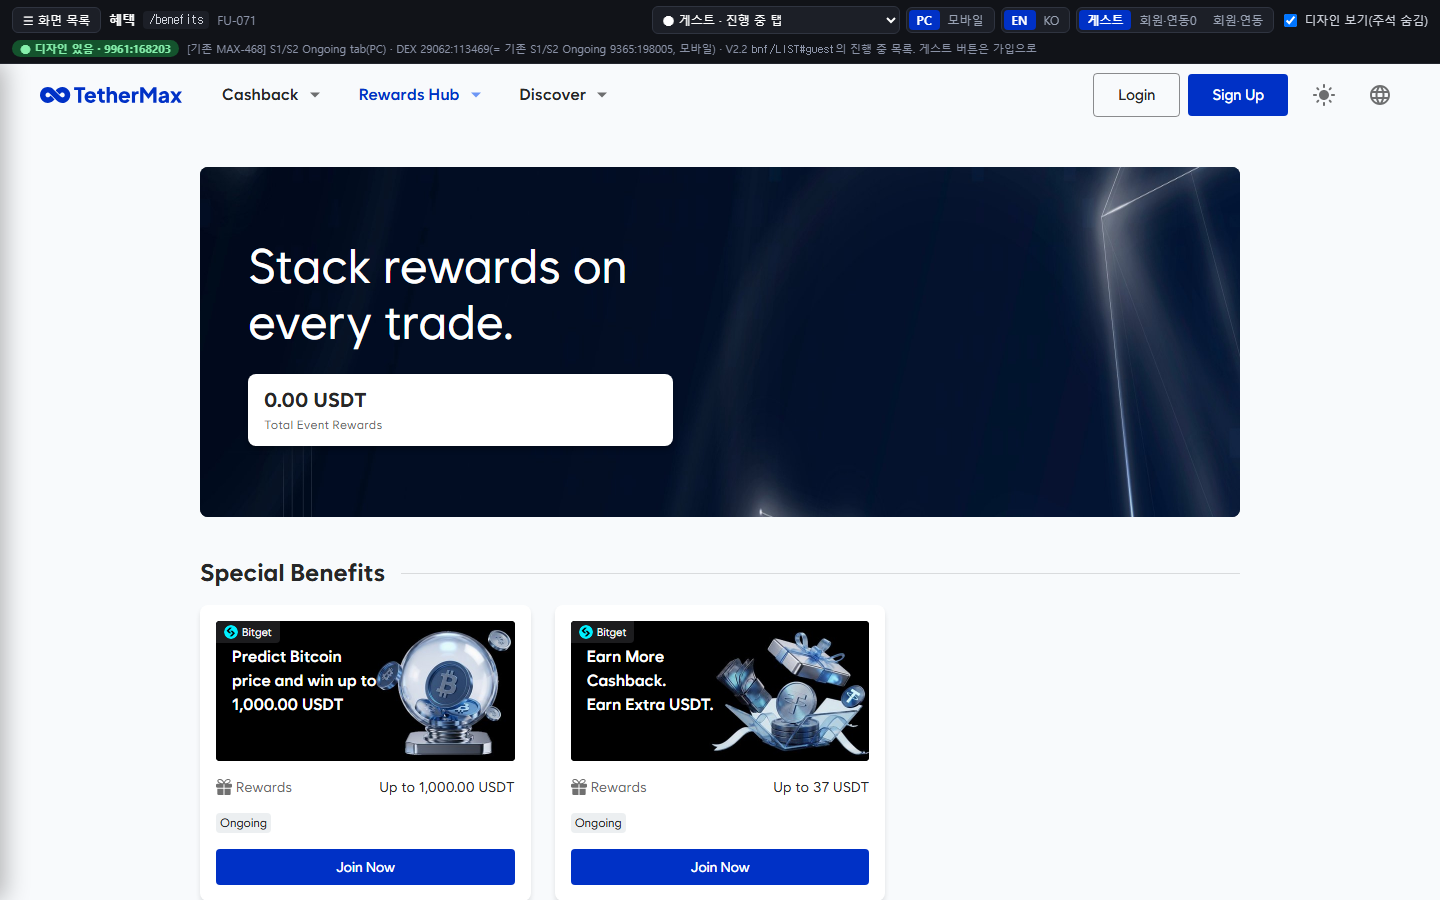 ☰ 화면 목록 혜택 /benefits FU-071 ● 게스트 - 진행 중 탭 PC 모바일 EN KO 게스트 회원·연동0 회원·연동 디자인 보기(주석 숨김)
● 디자인 있음 · 9961:168203 [기존 MAX-468] S1/S2 Ongoing tab(PC) · DEX 29062:113469(= 기존 S1/S2 Ongoing 9365:198005, 모바일) · V2.2 bnf/LIST#guest의 진행 중 목록. 게스트 버튼은 가입으로
TetherMax Cashback Rewards Hub Discover Login Sign Up
Stack rewards on
every trade.
0.00 USDT
Total Event Rewards
Special Benefits
Bitget
Predict Bitcoin
price and win up to
1,000.00 USDT
Rewards Up to 1,000.00 USDT
Ongoing
Join Now
Bitget
Earn More
Cashback.
Earn Extra USDT.
Rewards Up to 37 USDT
Ongoing
Join Now